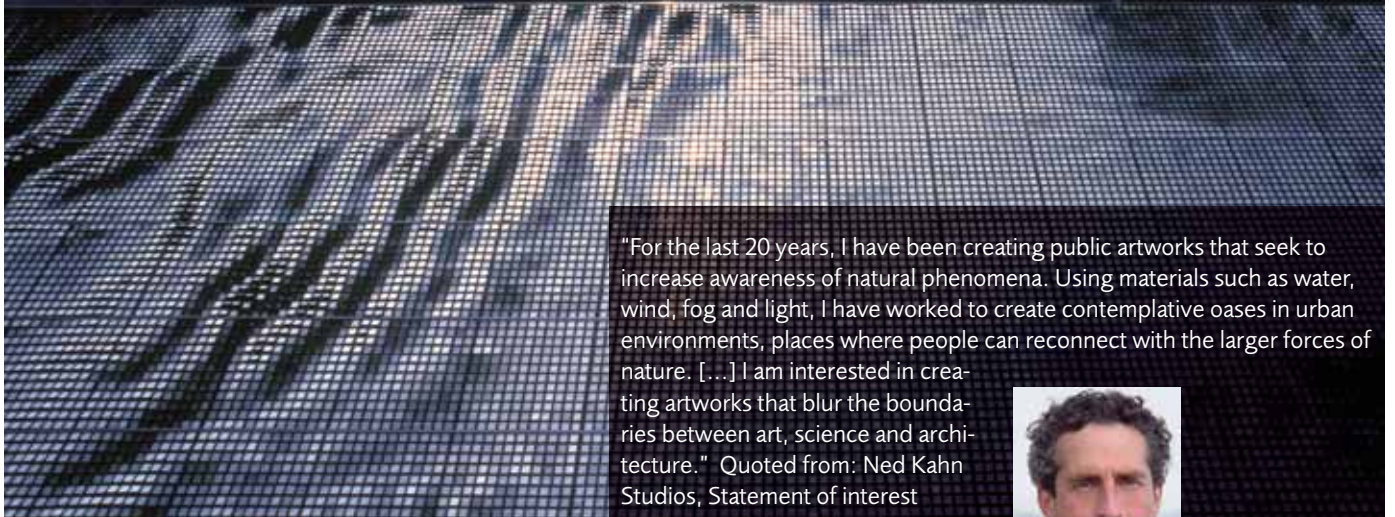 "For the last 20 years, I have been creating public artworks that seek to
increase awareness of natural phenomena. Using materials such as water,
wind, fog and light, I have worked to create contemplative oases in urban
environments, places where people can reconnect with the larger forces of
nature. […] I am interested in crea-
ting artworks that blur the bounda-
ries between art, science and archi-
tecture." Quoted from: Ned Kahn
Studios, Statement of interest